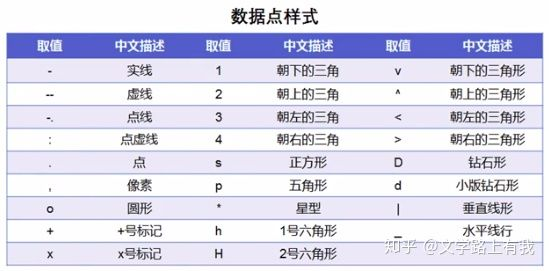 数据点样式
取值 中文描述 取值 中文描述 取值 中文描述
- 实线 1 朝下的三角 v 朝下的三角形
-- 虚线 2 朝上的三角 ^ 朝上的三角形
-. 点线 3 朝左的三角 < 朝左的三角形
: 点虚线 4 朝右的三角 > 朝右的三角形
. 点 s 正方形 D 钻石形
, 像素 p 五角形 d 小版钻石形
o 圆形 * 星型 | 垂直线形
+ +号标记 h 1号六角形 _ 水平线行
x x号标记 H 2号六角形
知乎 @文学路上有我